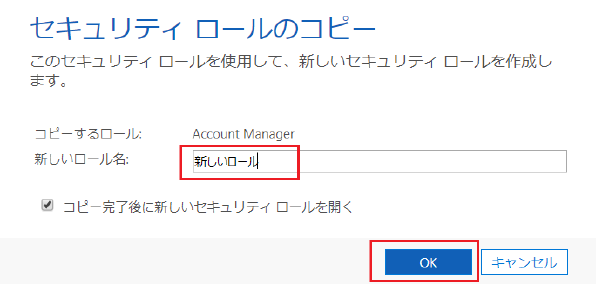 セキュリティ ロールのコピー
このセキュリティ ロールを使用して、新しいセキュリティ ロールを作成し
ます。
コピーするロール: Account Manager
新しいロール名: 新しいロール
コピー完了後に新しいセキュリティ ロールを開く
OK キャンセル